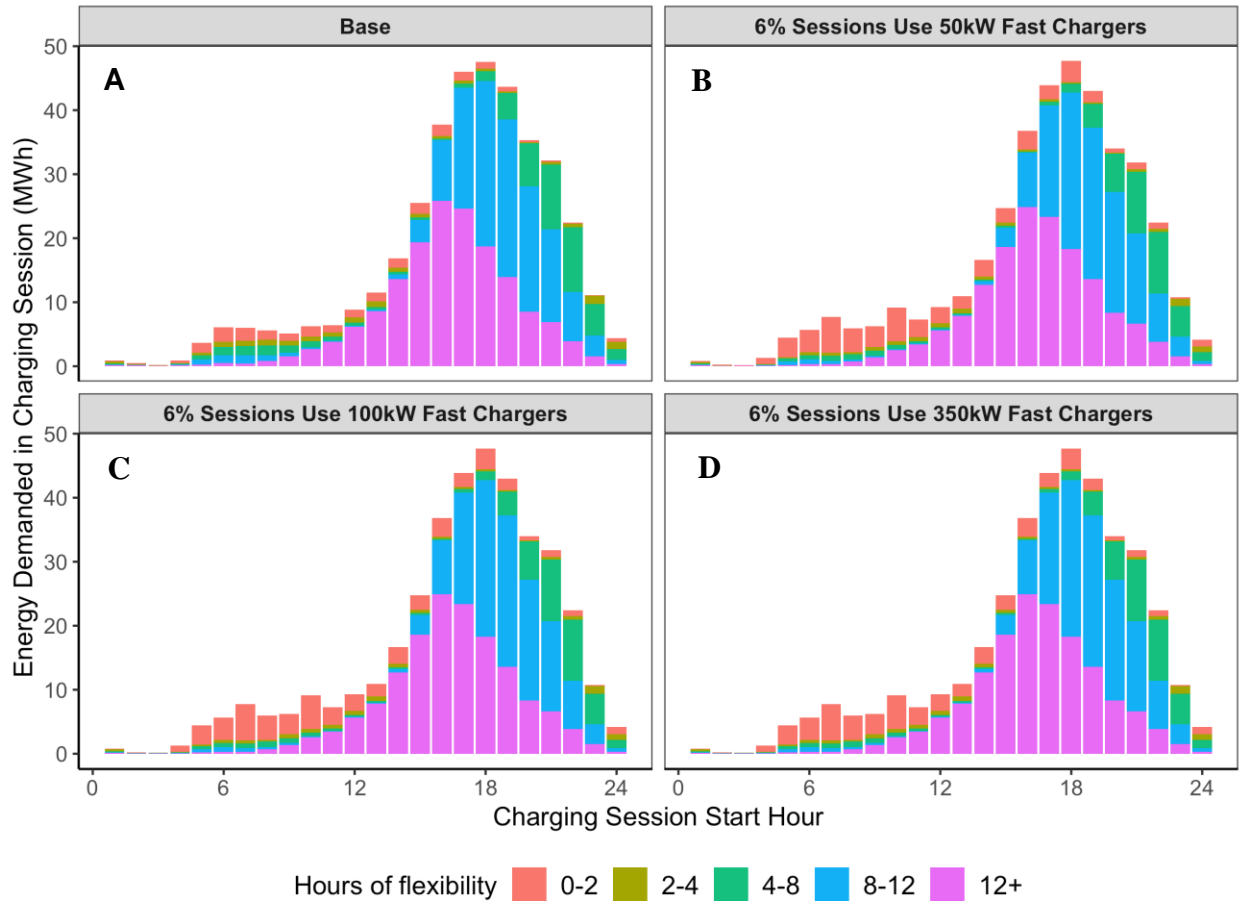 Base
6% Sessions Use 50kW Fast Chargers
A
B
50
40
30
20
10
0
6% Sessions Use 100kW Fast Chargers
6% Sessions Use 350kW Fast Chargers
C
D
50
40
30
20
10
0
Energy Demanded in Charging Session (MWh)
0 6 12 18 24
0 6 12 18 24
Charging Session Start Hour
Hours of flexibility 0-2 2-4 4-8 8-12 12+